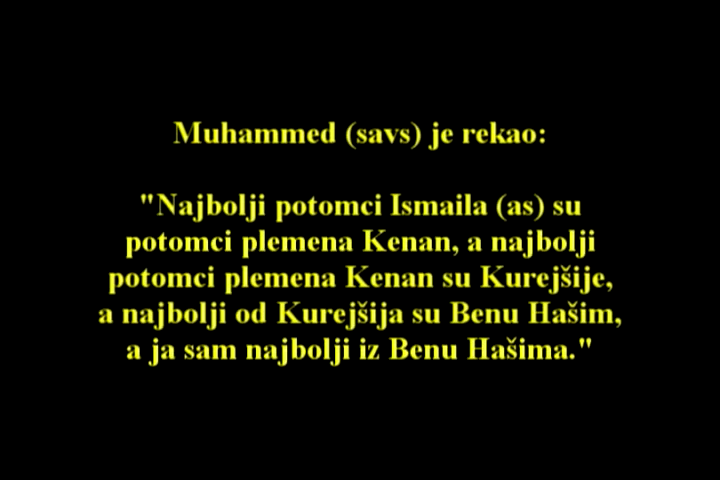 Muhammed (savs) je rekao:
"Najbolji potomci Ismaila (as) su
potomci plemena Kenan, a najbolji
potomci plemena Kenan su Kurejšije,
a najbolji od Kurejšija su Benu Hašim,
a ja sam najbolji iz Benu Hašima."